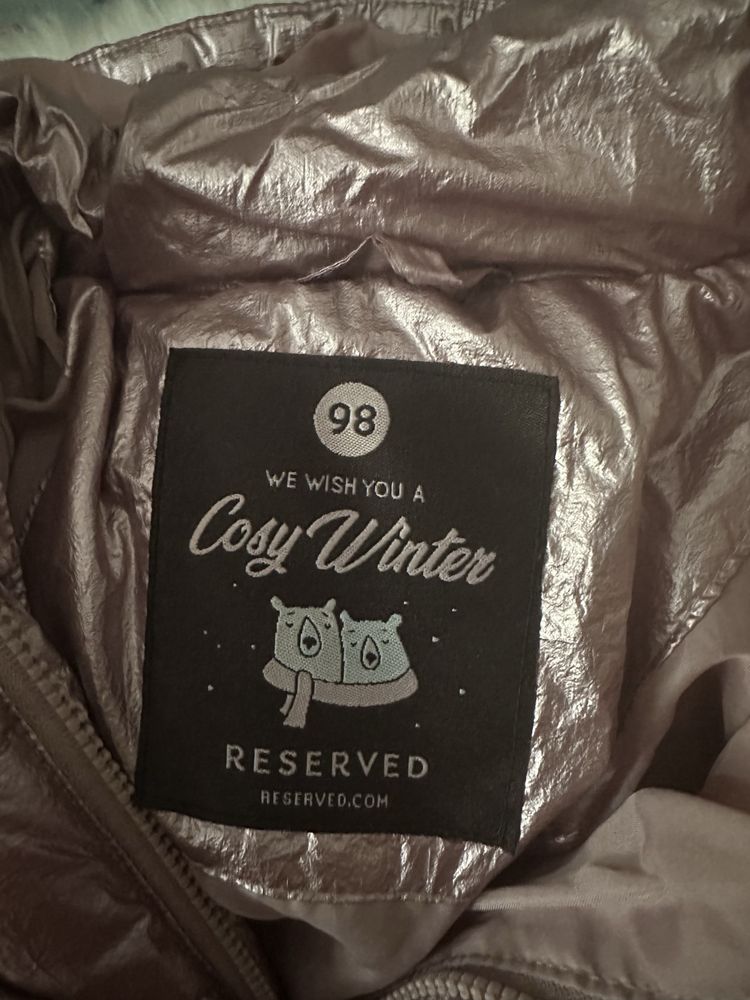 98
WE WISH YOU A
Cosy Winter
RESERVED
RESERVED.COM